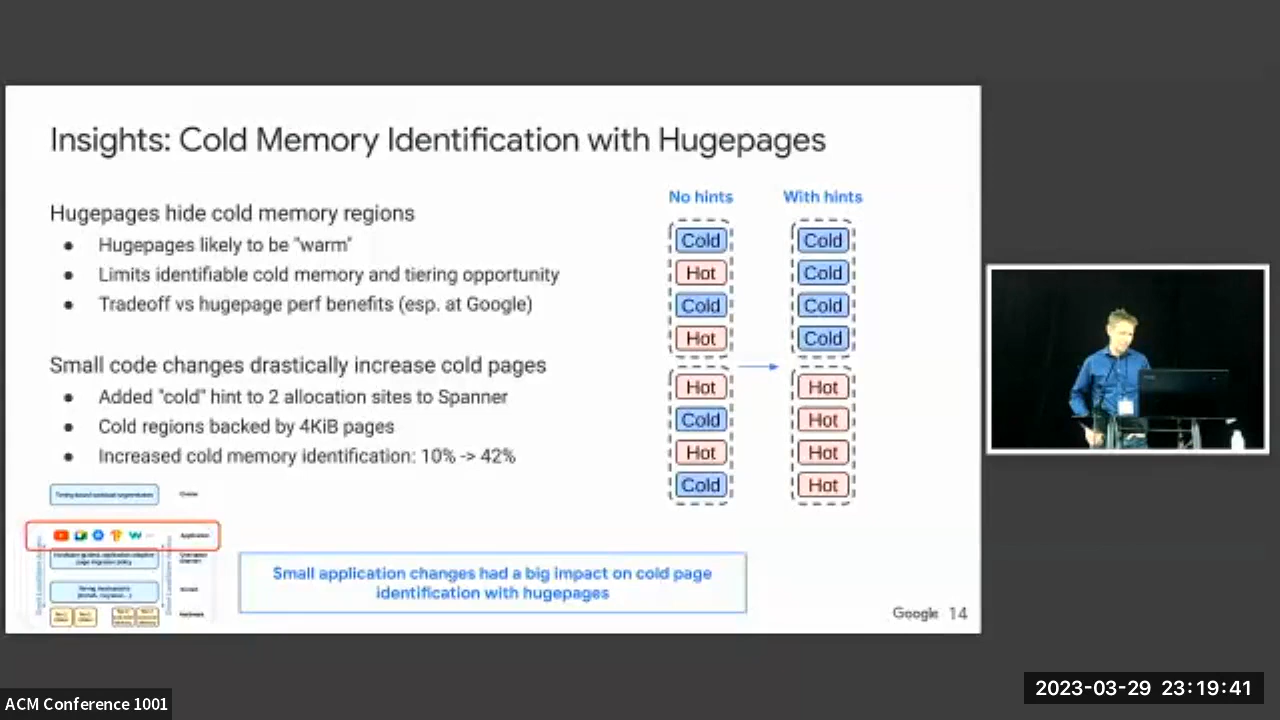 Insights: Cold Memory Identification with Hugepages
Hugepages hide cold memory regions
● Hugepages likely to be "warm"
● Limits identifiable cold memory and tiering opportunity
● Tradeoff vs hugepage perf benefits (esp. at Google)
Small code changes drastically increase cold pages
● Added "cold" hint to 2 allocation sites to Spanner
● Cold regions backed by 4KiB pages
● Increased cold memory identification: 10% -> 42%
No hints
Cold
Hot
Cold
Hot
Hot
Cold
Hot
Cold
With hints
Cold
Cold
Cold
Cold
Hot
Hot
Hot
Hot
Application
Small application changes had a big impact on cold page
identification with hugepages
Google 14
ACM Conference 1001
2023-03-29 23:19:41